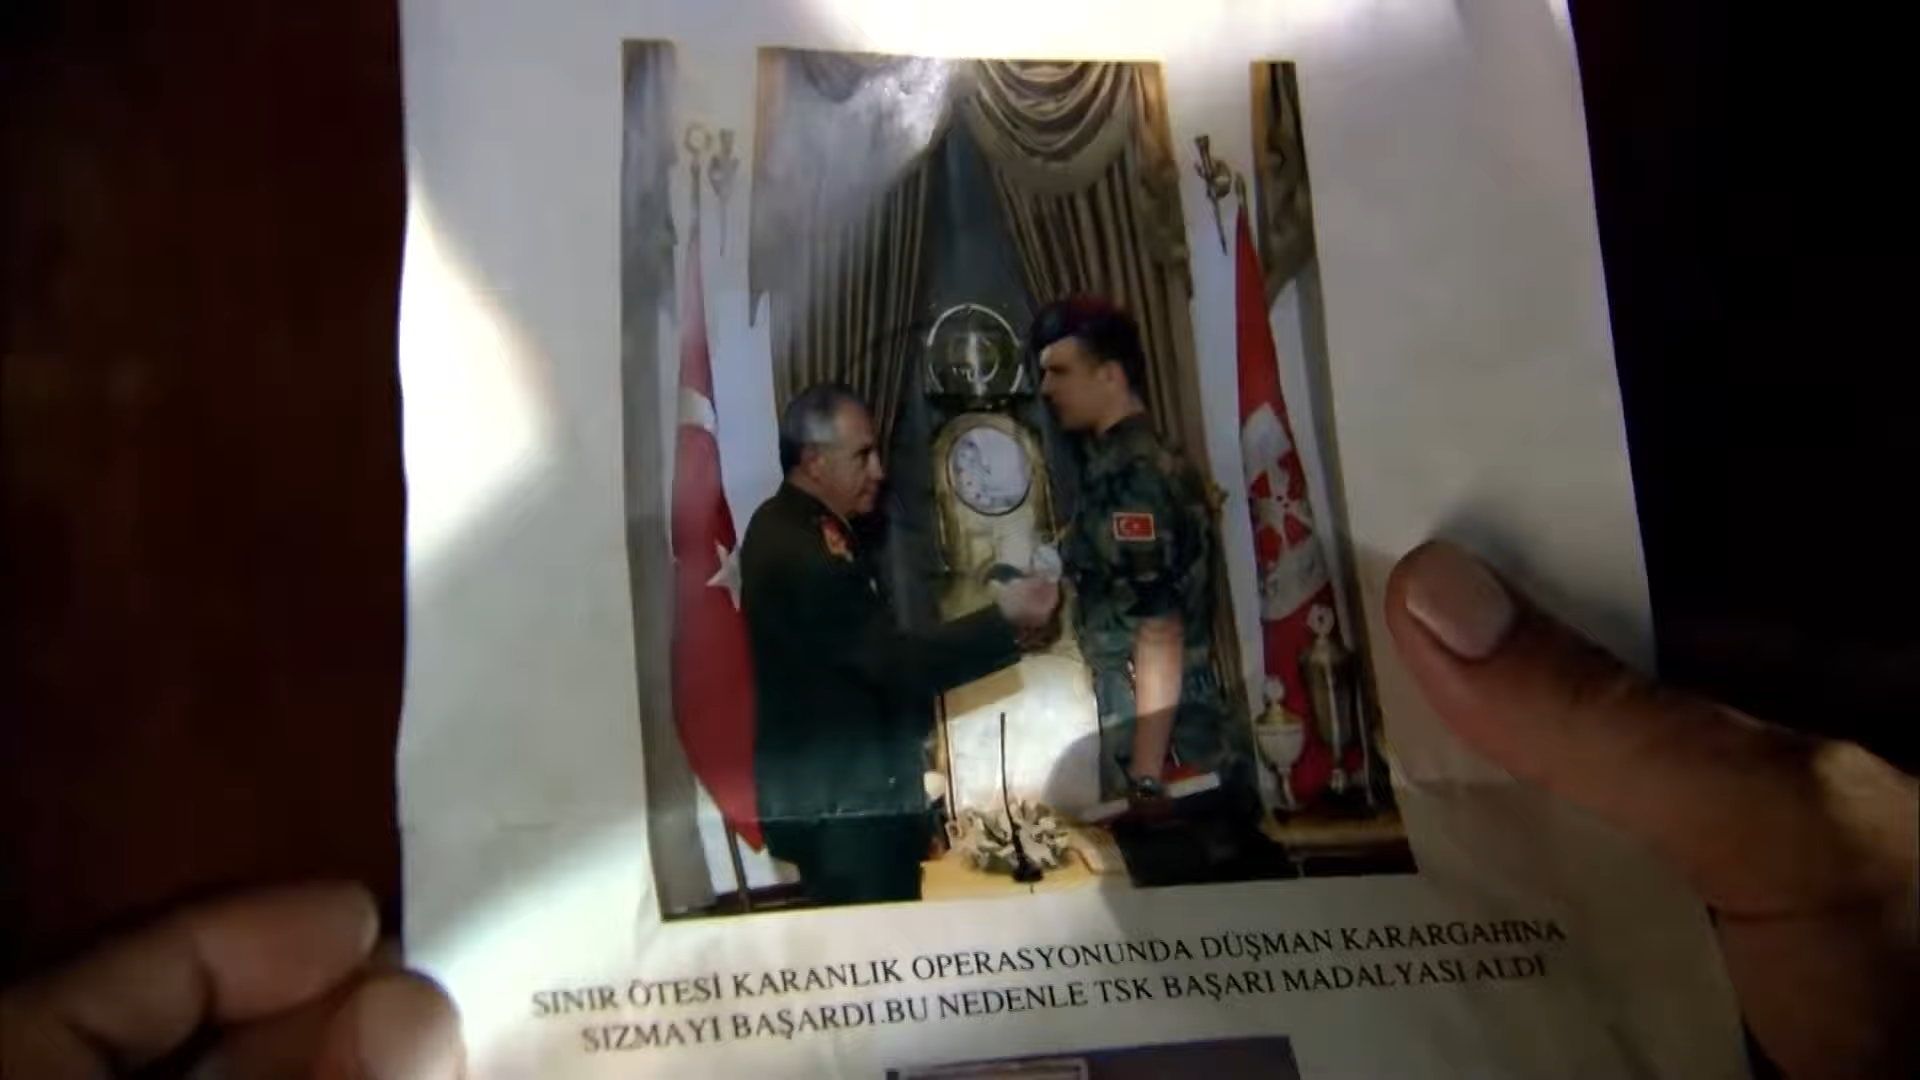 SINIR ÖTESİ KARANLIK OPERASYONUNDA DÜŞMAN KARARGAHINA
SIZMAYI BAŞARDI.BU NEDENLE TSK BAŞARI MADALYASI ALDI